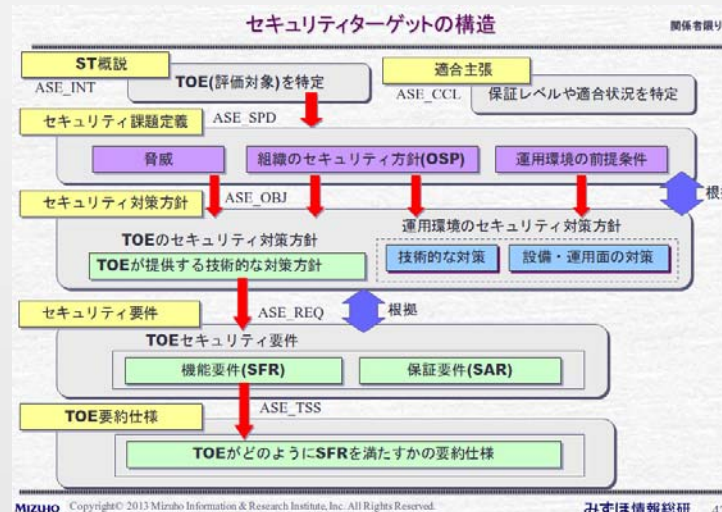 セキュリティターゲットの構造
関係者限り
ST概説
ASE_INT
TOE(評価対象)を特定
適合主張
ASE_CCL
保証レベルや適合状況を特定
セキュリティ課題定義
ASE_SPD
脅威
組織のセキュリティ方針(OSP)
運用環境の前提条件
根
セキュリティ対策方針
ASE_OBJ
TOEのセキュリティ対策方針
TOEが提供する技術的な対策方針
運用環境のセキュリティ対策方針
技術的な対策
設備・運用面の対策
セキュリティ要件
ASE_REQ
根拠
TOEセキュリティ要件
機能要件(SFR)
保証要件(SAR)
TOE要約仕様
ASE_TSS
TOEがどのようにSFRを満たすかの要約仕様
MIZUHO Copyright© 2013 Mizuho Information & Research Institute, Inc. All Rights Reserved.
みずほ情報総研